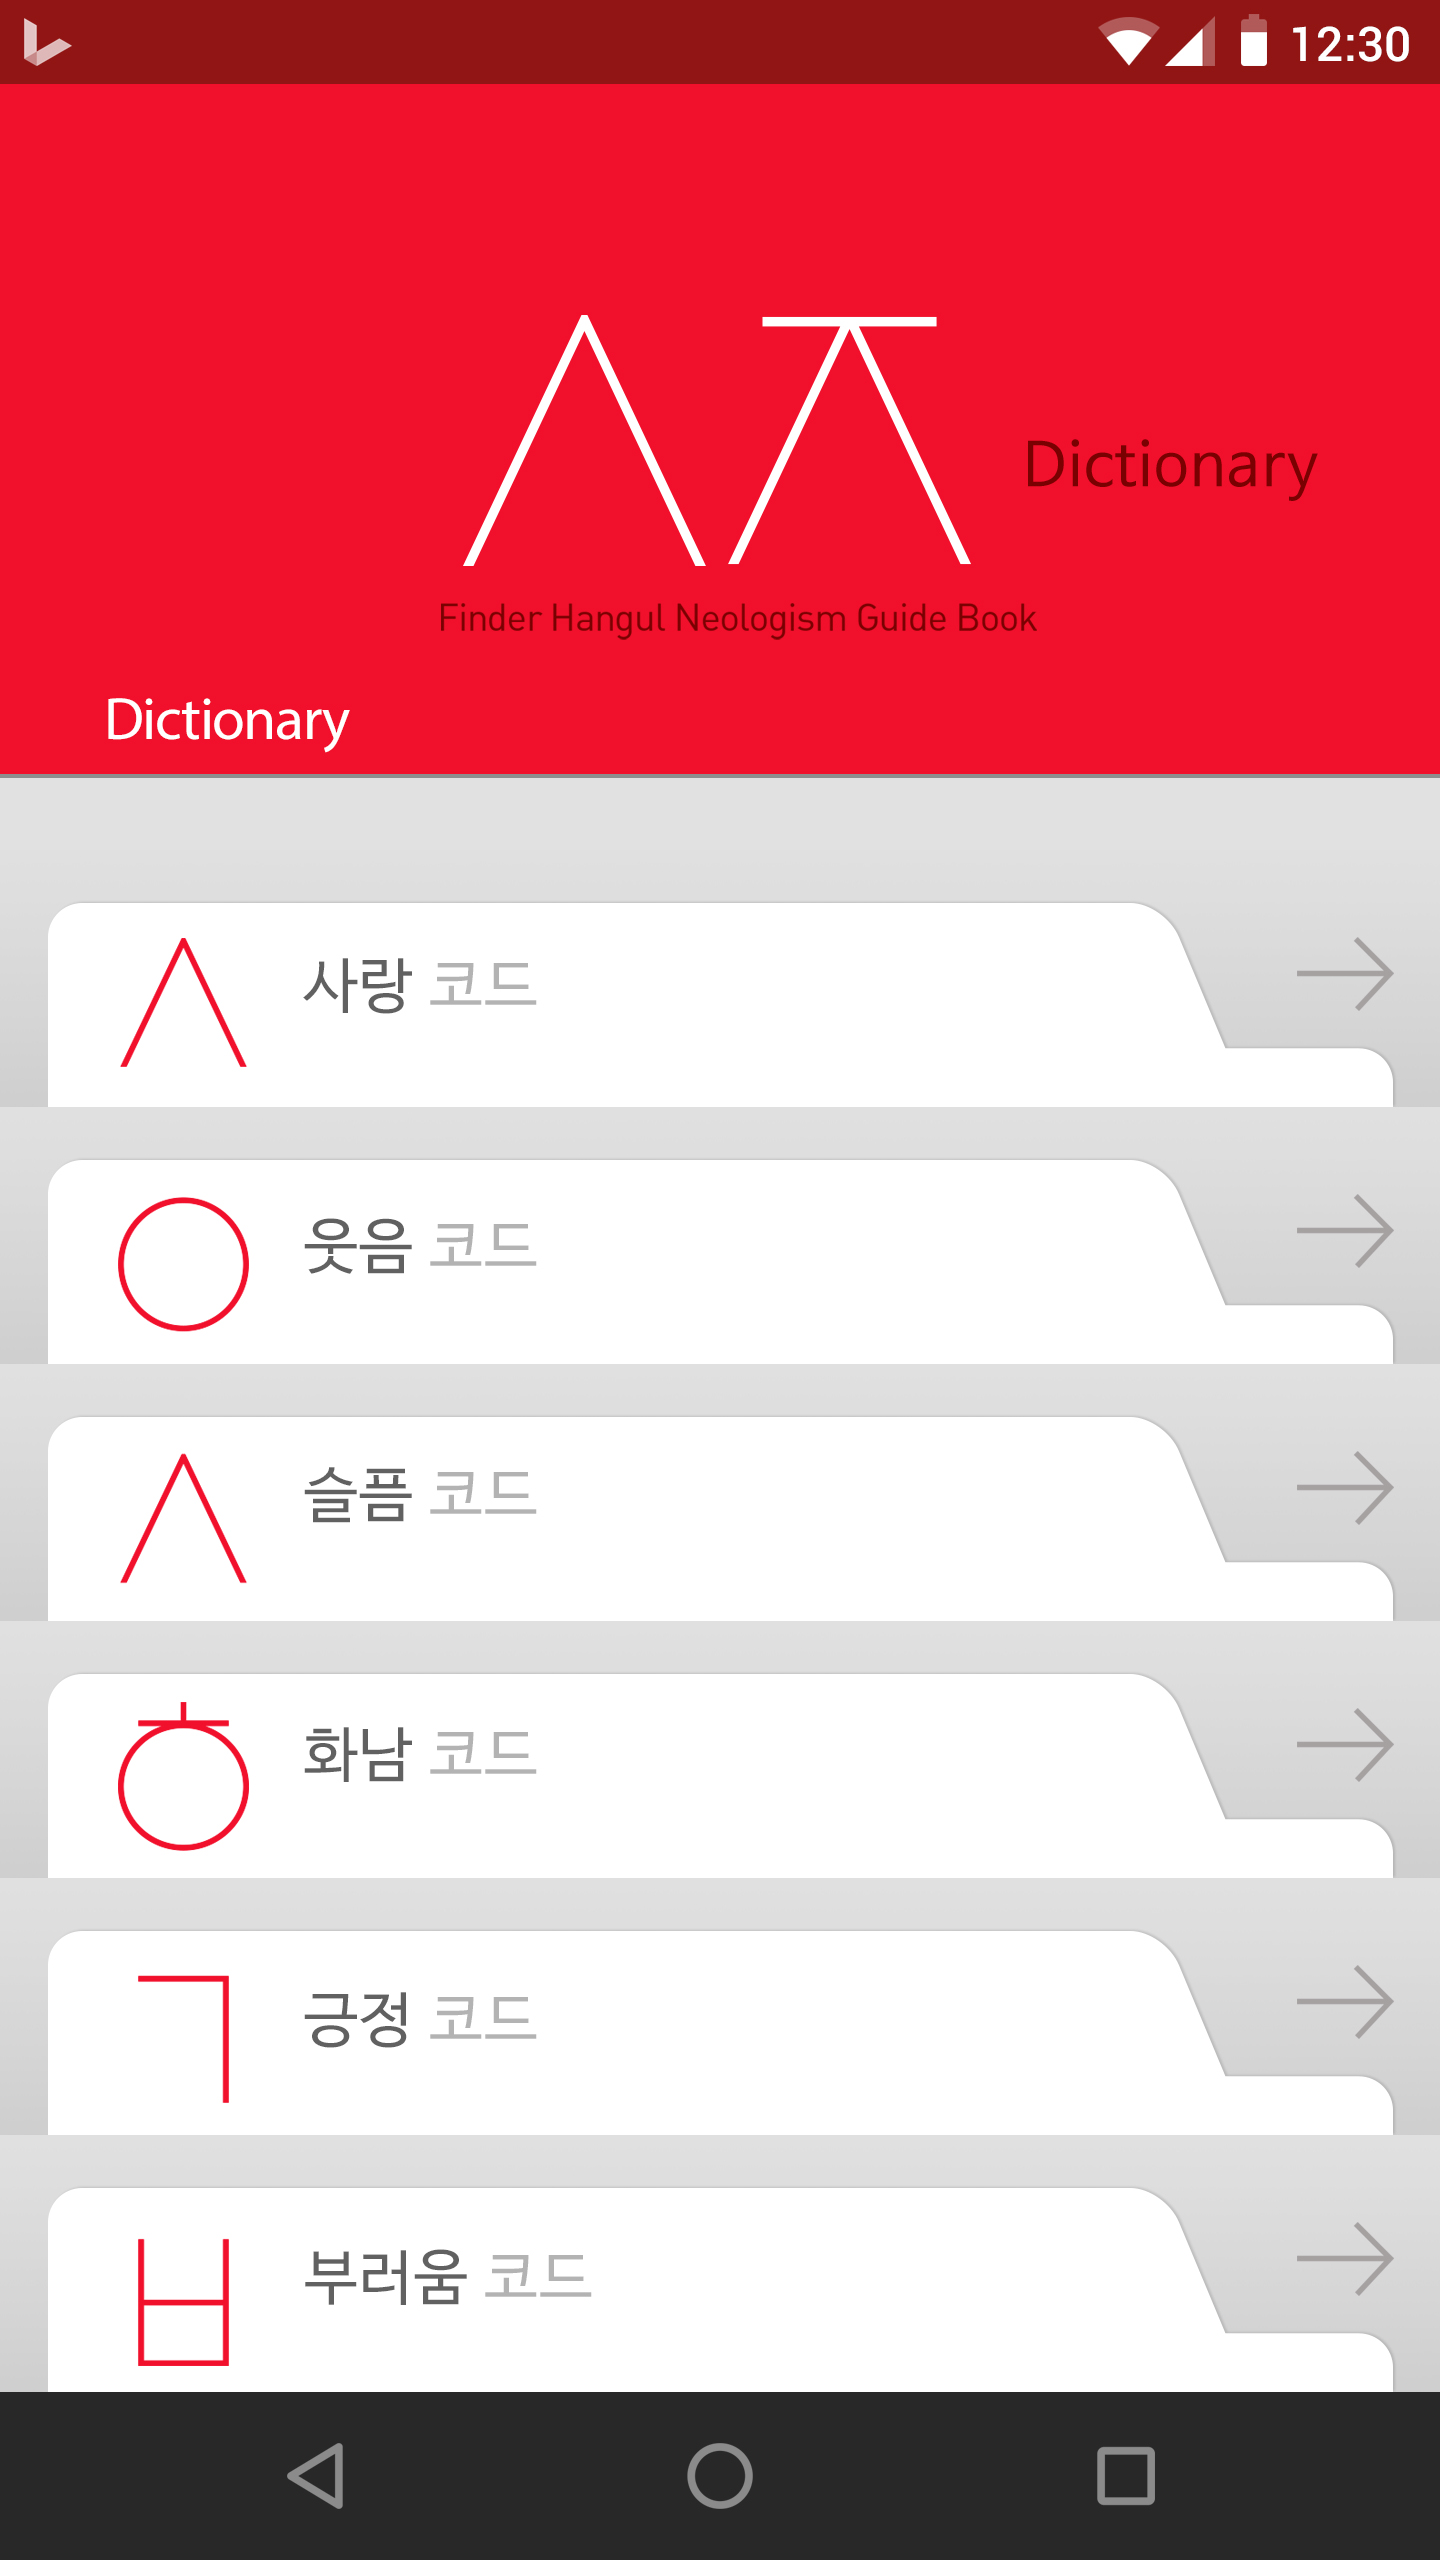 12:30
ㅅㅈ Dictionary
Finder Hangul Neologism Guide Book
Dictionary
ㅅ 사랑 코드
ㅇ 웃음 코드
ㅅ 슬픔 코드
ㅎ 화남 코드
ㄱ 긍정 코드
ㅂ 부러움 코드